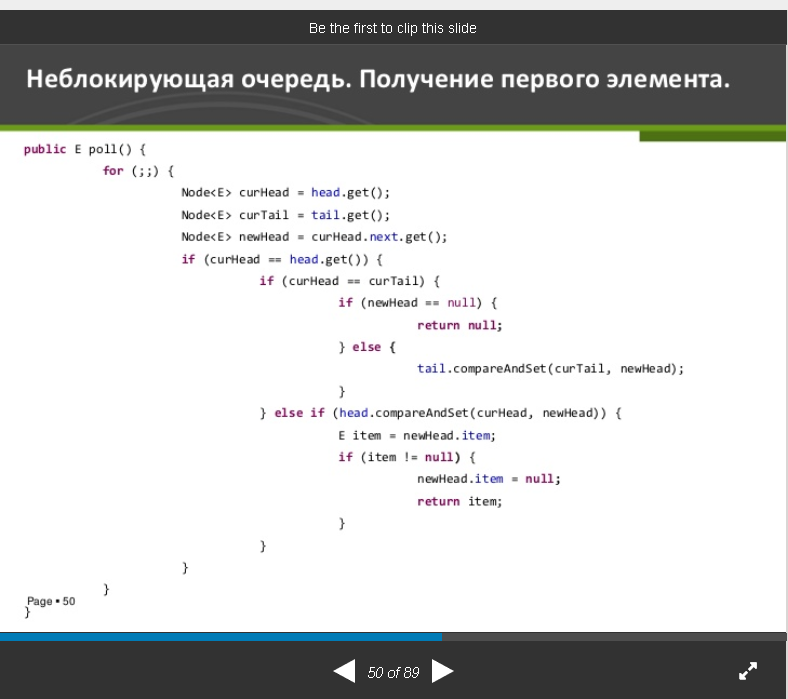 Be the first to clip this slide
Неблокирующая очередь. Получение первого элемента.
public E poll() {
for (;;) {
Node<E> curHead = head.get();
Node<E> curTail = tail.get();
Node<E> newHead = curHead.next.get();
if (curHead == head.get()) {
if (curHead == curTail) {
if (newHead == null) {
return null;
} else {
tail.compareAndSet(curTail, newHead);
}
} else if (head.compareAndSet(curHead, newHead)) {
E item = newHead.item;
if (item != null) {
newHead.item = null;
return item;
}
}
}
}
Page ▪ 50
}
50 of 89